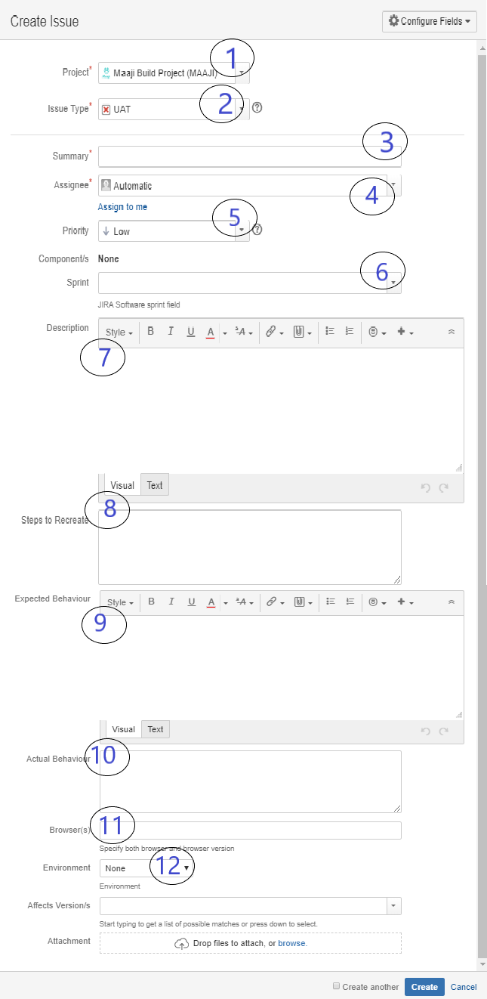 Create Issue
Configure Fields
1
Project* Maaji Build Project (MAAJI)
2
Issue Type* UAT
3
Summary*
Assignee* Automatic
4
Assign to me
5
Priority Low
Component/s None
6
Sprint
JIRA Software sprint field
Description Style B I U A A
7
Visual Text
8
Steps to Recreate
Expected Behaviour Style B I U A A
9
Visual Text
10
Actual Behaviour
11
Browser(s)
Specify both browser and browser version
12
Environment None
Environment
Affects Version/s
Start typing to get a list of possible matches or press down to select.
Attachment Drop files to attach, or browse.
Create another Create Cancel